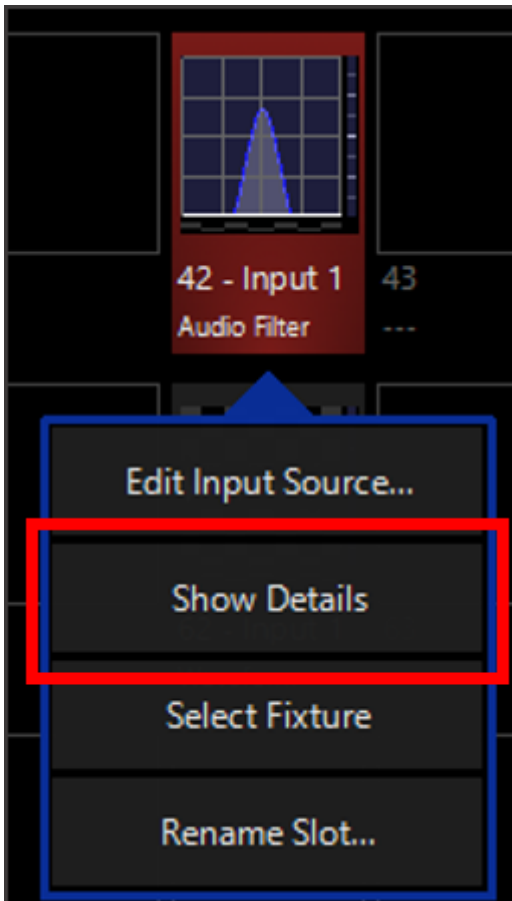 42 - Input 1
Audio Filter
43
---
Edit Input Source...
Show Details
Select Fixture
Rename Slot...